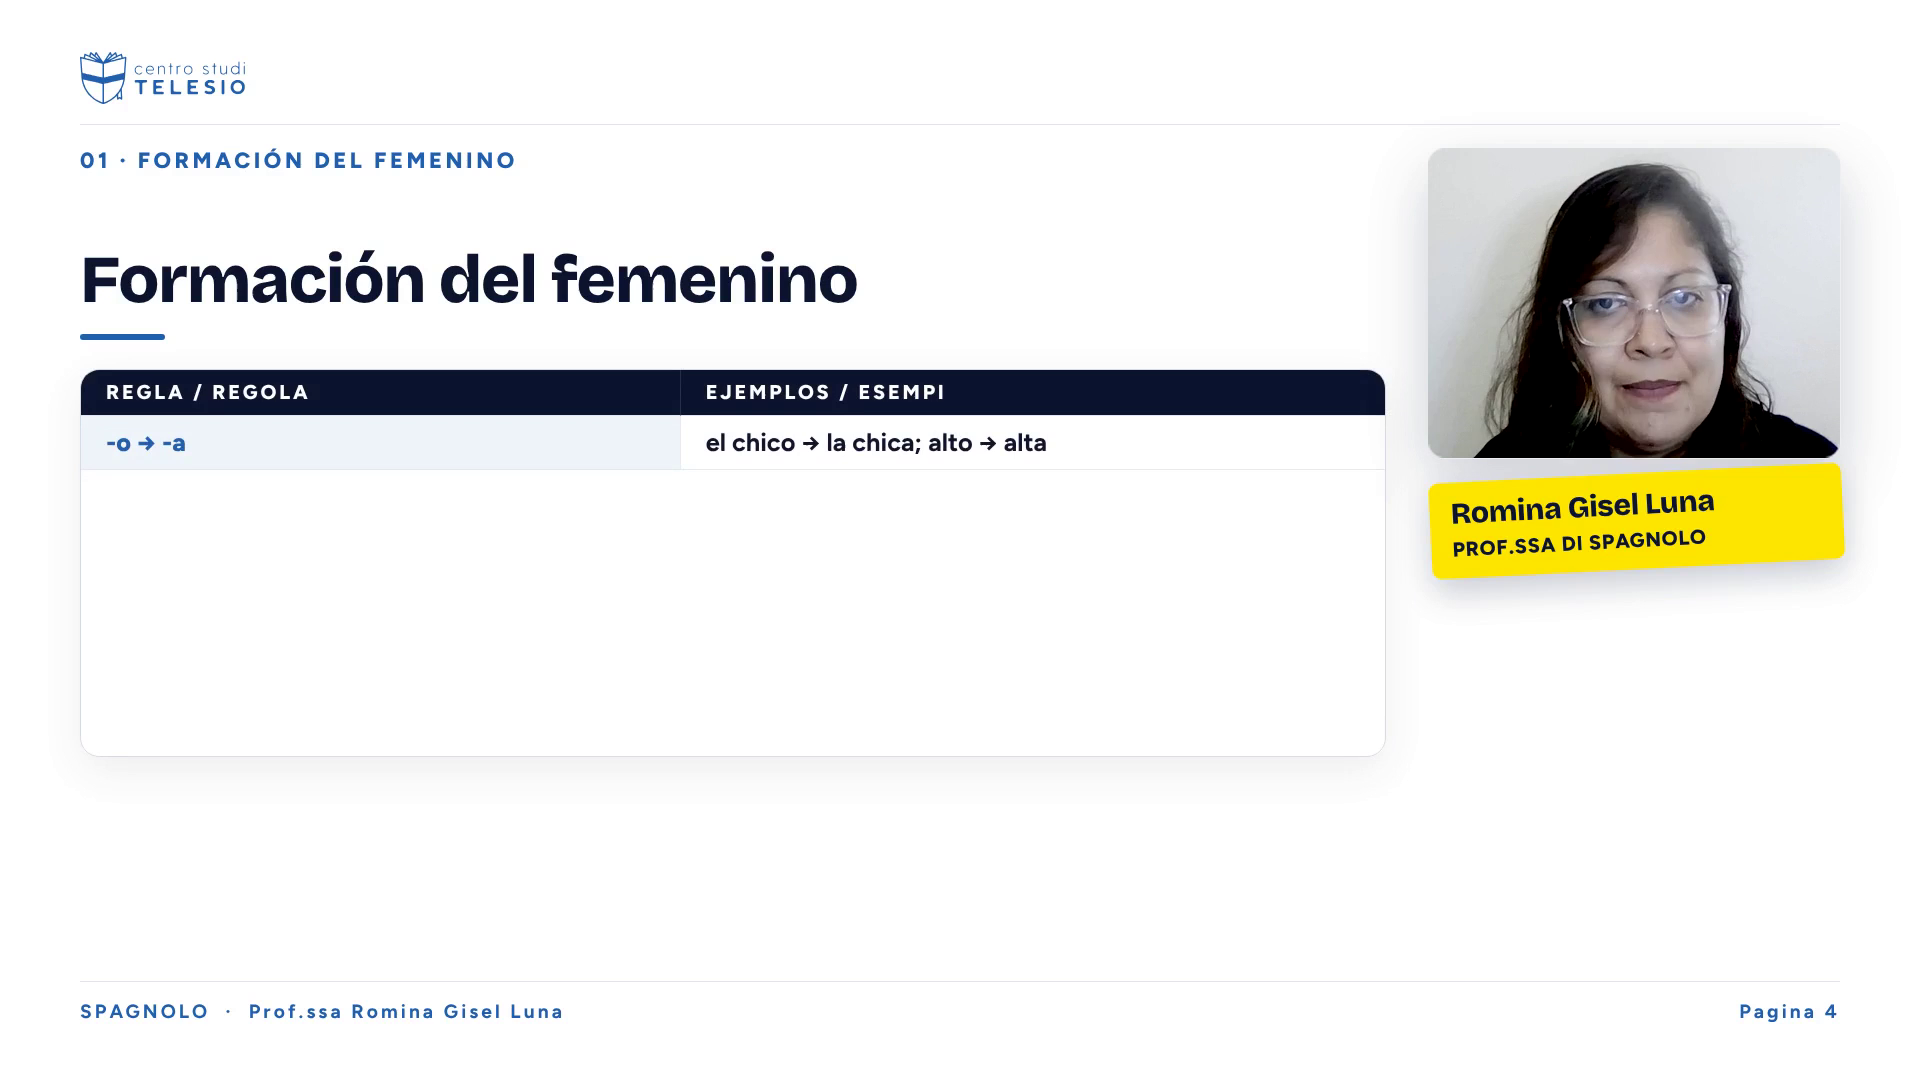 centro studi
TELESIO
01 · FORMACIÓN DEL FEMENINO
Formación del femenino
REGLA / REGOLA
EJEMPLOS / ESEMPI
-o → -a
el chico → la chica; alto → alta
Romina Gisel Luna
PROF.SSA DI SPAGNOLO
SPAGNOLO · Prof.ssa Romina Gisel Luna
Pagina 4